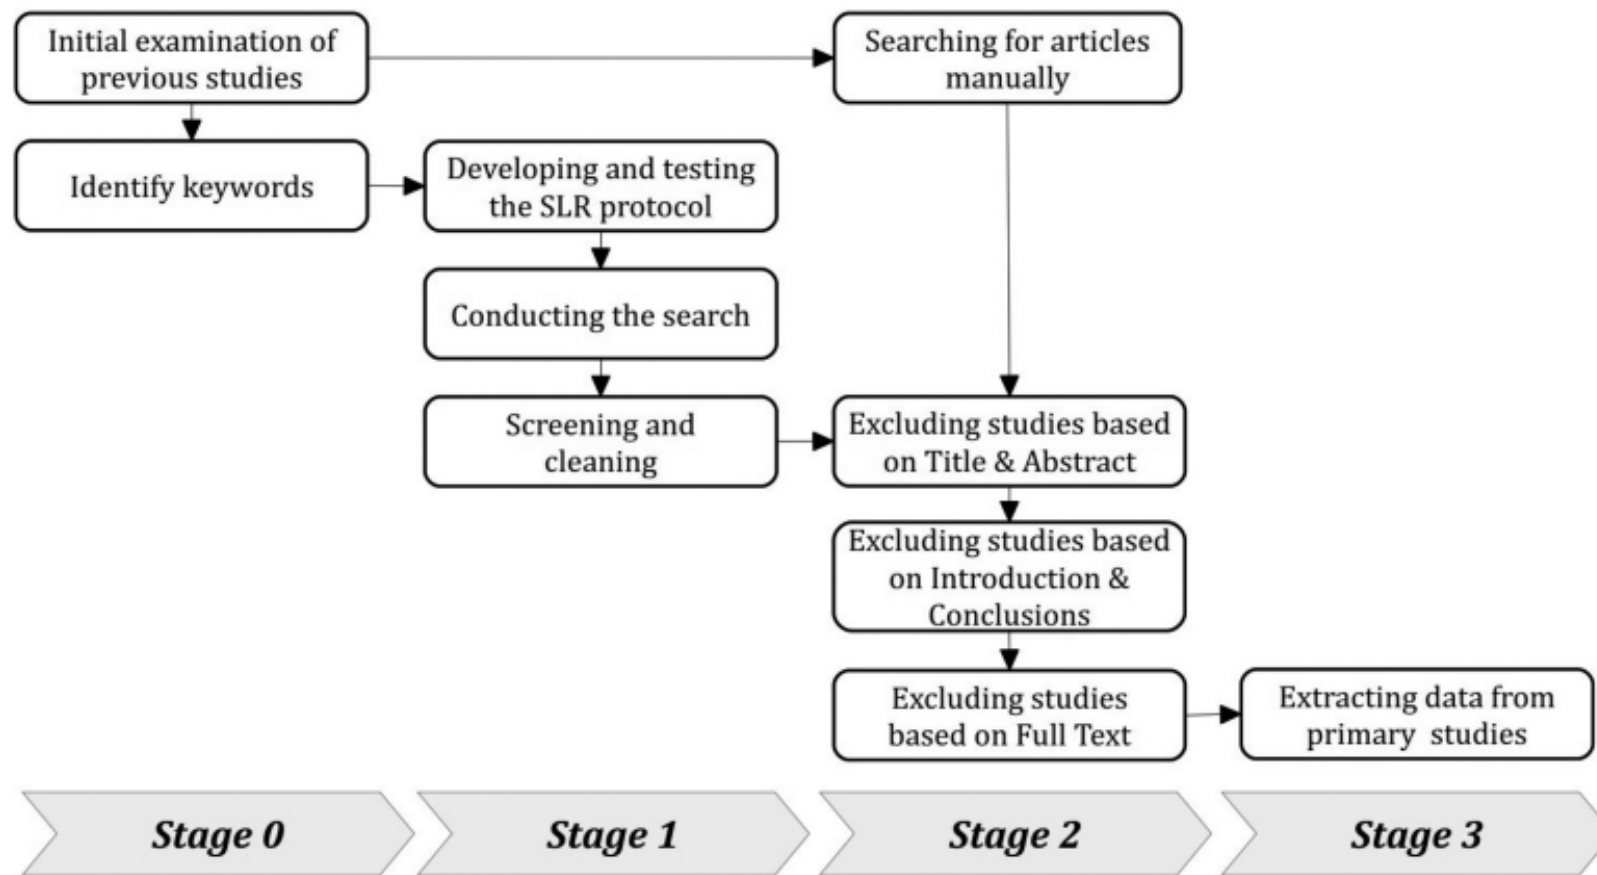 Initial examination of
previous studies
Searching for articles
manually
Identify keywords
Developing and testing
the SLR protocol
Conducting the search
Screening and
cleaning
Excluding studies based
on Title & Abstract
Excluding studies based
on Introduction &
Conclusions
Excluding studies
based on Full Text
Extracting data from
primary studies
Stage 0
Stage 1
Stage 2
Stage 3